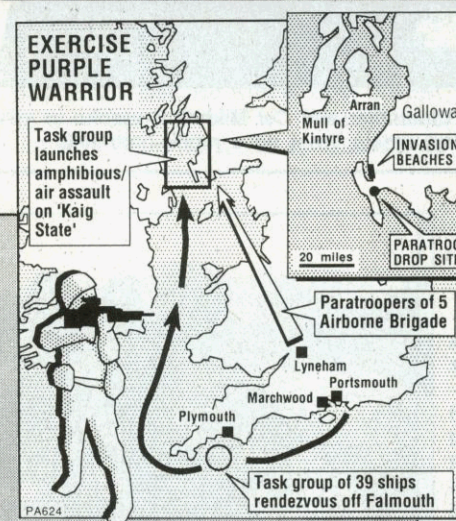 EXERCISE
PURPLE
WARRIOR
Task group
launches
amphibious/
air assault
on 'Kaig
State'
Arran
Mull of
Kintyre
INVASION
BEACHES
20 miles
DROP SITE
Paratroopers of 5
Airborne Brigade
Lyneham
Portsmouth
Marchwood
Plymouth
Task group of 39 ships
rendezvous off Falmouth
PA624